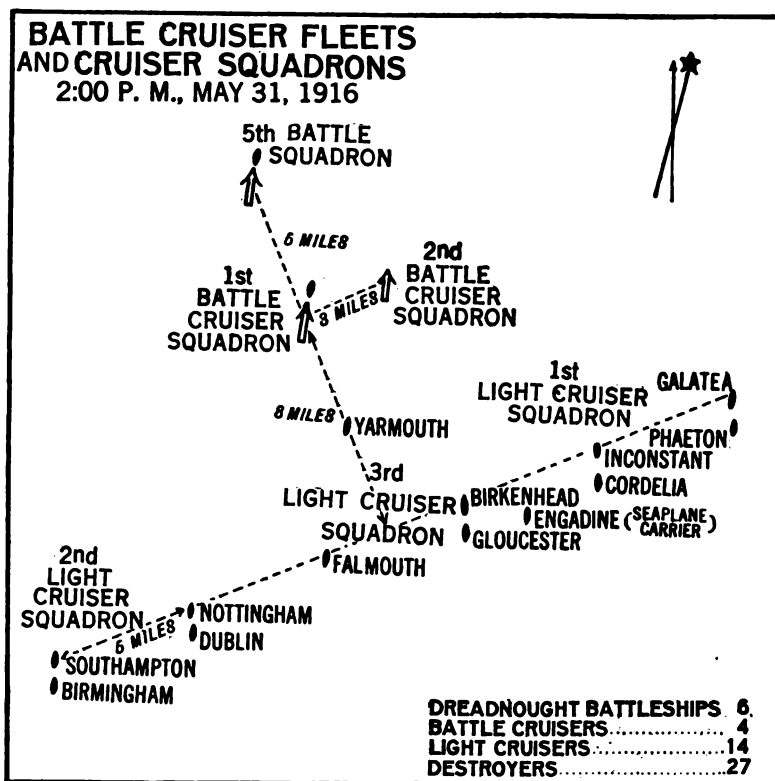 BATTLE CRUISER FLEETS
AND CRUISER SQUADRONS
2:00 P. M., MAY 31, 1916
5th BATTLE
SQUADRON
5 MILES
2nd
BATTLE
CRUISER
SQUADRON
1st
BATTLE
CRUISER
SQUADRON
3 MILES
1st
LIGHT CRUISER
SQUADRON
GALATEA
PHAETON
INCONSTANT
CORDELIA
8 MILES
YARMOUTH
3rd
LIGHT CRUISER
SQUADRON
BIRKENHEAD
ENGADINE (SEAPLANE
CARRIER)
GLOUCESTER
FALMOUTH
2nd
LIGHT
CRUISER
SQUADRON
NOTTINGHAM
DUBLIN
5 MILES
SOUTHAMPTON
BIRMINGHAM
DREADNOUGHT BATTLESHIPS 6
BATTLE CRUISERS............. 4
LIGHT CRUISERS..............14
DESTROYERS..................27